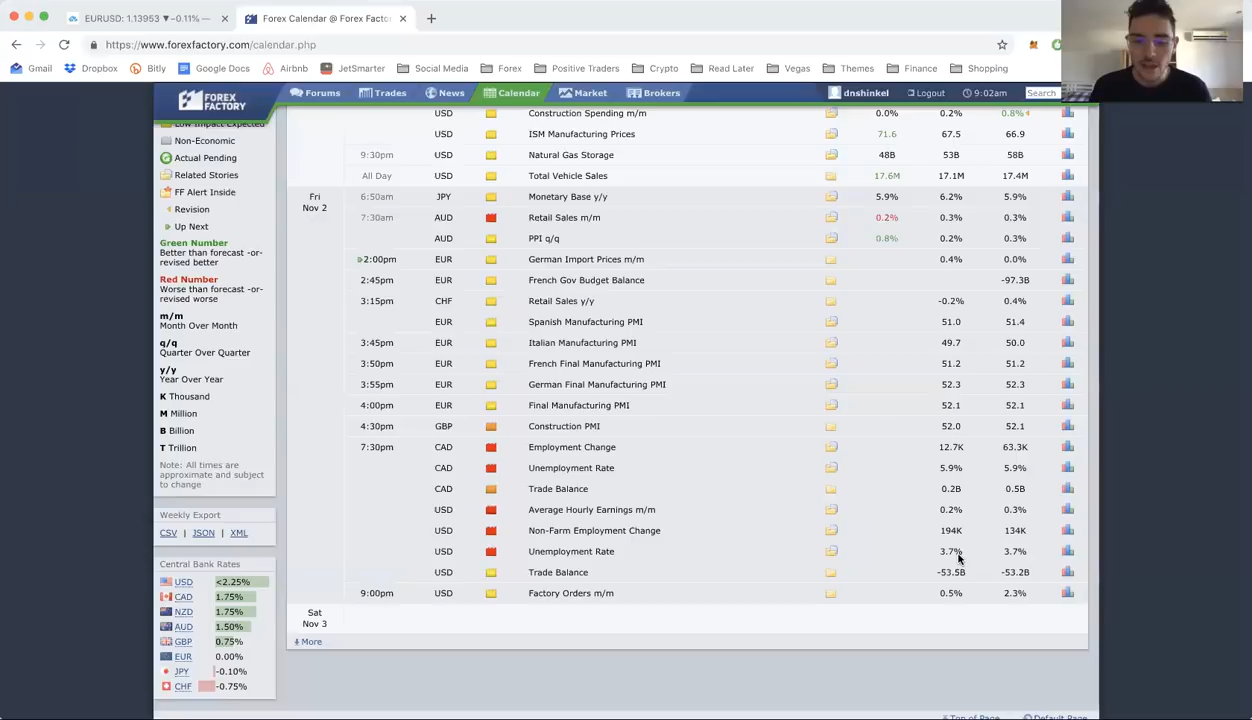 EURUSD: 1.13953 ▼−0.11% —
Forex Calendar @ Forex Facto
https://www.forexfactory.com/calendar.php
Gmail Dropbox Bitly Google Docs Airbnb JetSmarter Social Media Forex Positive Traders Crypto Read Later Vegas Themes Finance Shopping
FOREX FACTORY
Forums Trades News Calendar Market Brokers dnshinkel Logout 9:02am Search
Low Impact Expected
Non-Economic
Actual Pending
Related Stories
FF Alert Inside
Revision
Up Next
Green Number
Better than forecast -or-
revised better
Red Number
Worse than forecast -or-
revised worse
m/m
Month Over Month
q/q
Quarter Over Quarter
y/y
Year Over Year
K Thousand
M Million
B Billion
T Trillion
Note: All times are
approximate and subject
to change
Weekly Export
CSV | JSON | XML
Central Bank Rates
USD <2.25%
CAD 1.75%
NZD 1.75%
AUD 1.50%
GBP 0.75%
EUR 0.00%
JPY -0.10%
CHF -0.75%
USD Construction Spending m/m 0.0% 0.2% 0.8%
USD ISM Manufacturing Prices 71.6 67.5 66.9
9:30pm USD Natural Gas Storage 48B 53B 58B
All Day USD Total Vehicle Sales 17.6M 17.1M 17.4M
Fri
Nov 2
6:50am JPY Monetary Base y/y 5.9% 6.2% 5.9%
7:30am AUD Retail Sales m/m 0.2% 0.3% 0.3%
AUD PPI q/q 0.8% 0.2% 0.3%
2:00pm EUR German Import Prices m/m 0.4% 0.0%
2:45pm EUR French Gov Budget Balance -97.3B
3:15pm CHF Retail Sales y/y -0.2% 0.4%
EUR Spanish Manufacturing PMI 51.0 51.4
3:45pm EUR Italian Manufacturing PMI 49.7 50.0
3:50pm EUR French Final Manufacturing PMI 51.2 51.2
3:55pm EUR German Final Manufacturing PMI 52.3 52.3
4:00pm EUR Final Manufacturing PMI 52.1 52.1
4:30pm GBP Construction PMI 52.0 52.1
7:30pm CAD Employment Change 12.7K 63.3K
CAD Unemployment Rate 5.9% 5.9%
CAD Trade Balance 0.2B 0.5B
USD Average Hourly Earnings m/m 0.2% 0.3%
USD Non-Farm Employment Change 194K 134K
USD Unemployment Rate 3.7% 3.7%
USD Trade Balance -53.5B -53.2B
9:00pm USD Factory Orders m/m 0.5% 2.3%
Sat
Nov 3
More
Top of Page Default Page